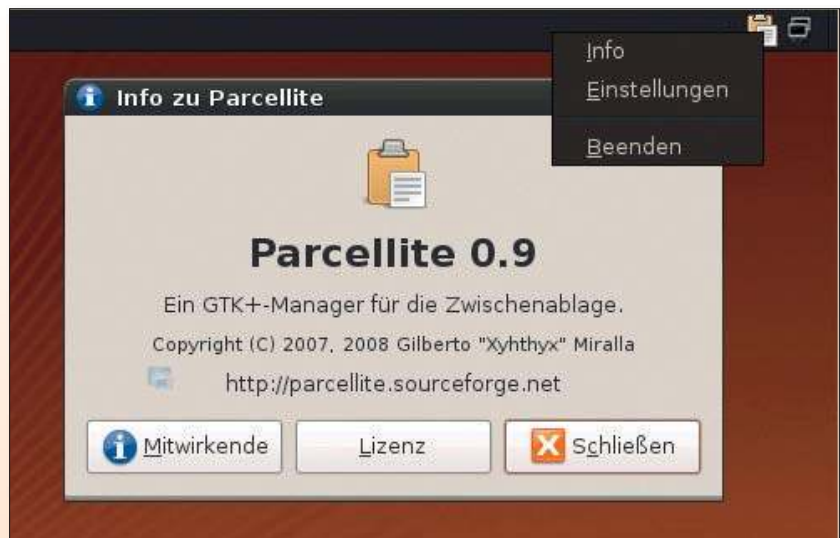 Info
Einstellungen
Beenden
Info zu Parcellite
Parcellite 0.9
Ein GTK+-Manager für die Zwischenablage.
Copyright (C) 2007, 2008 Gilberto "Xyhthyx" Miralla
http://parcellite.sourceforge.net
Mitwirkende
Lizenz
Schließen